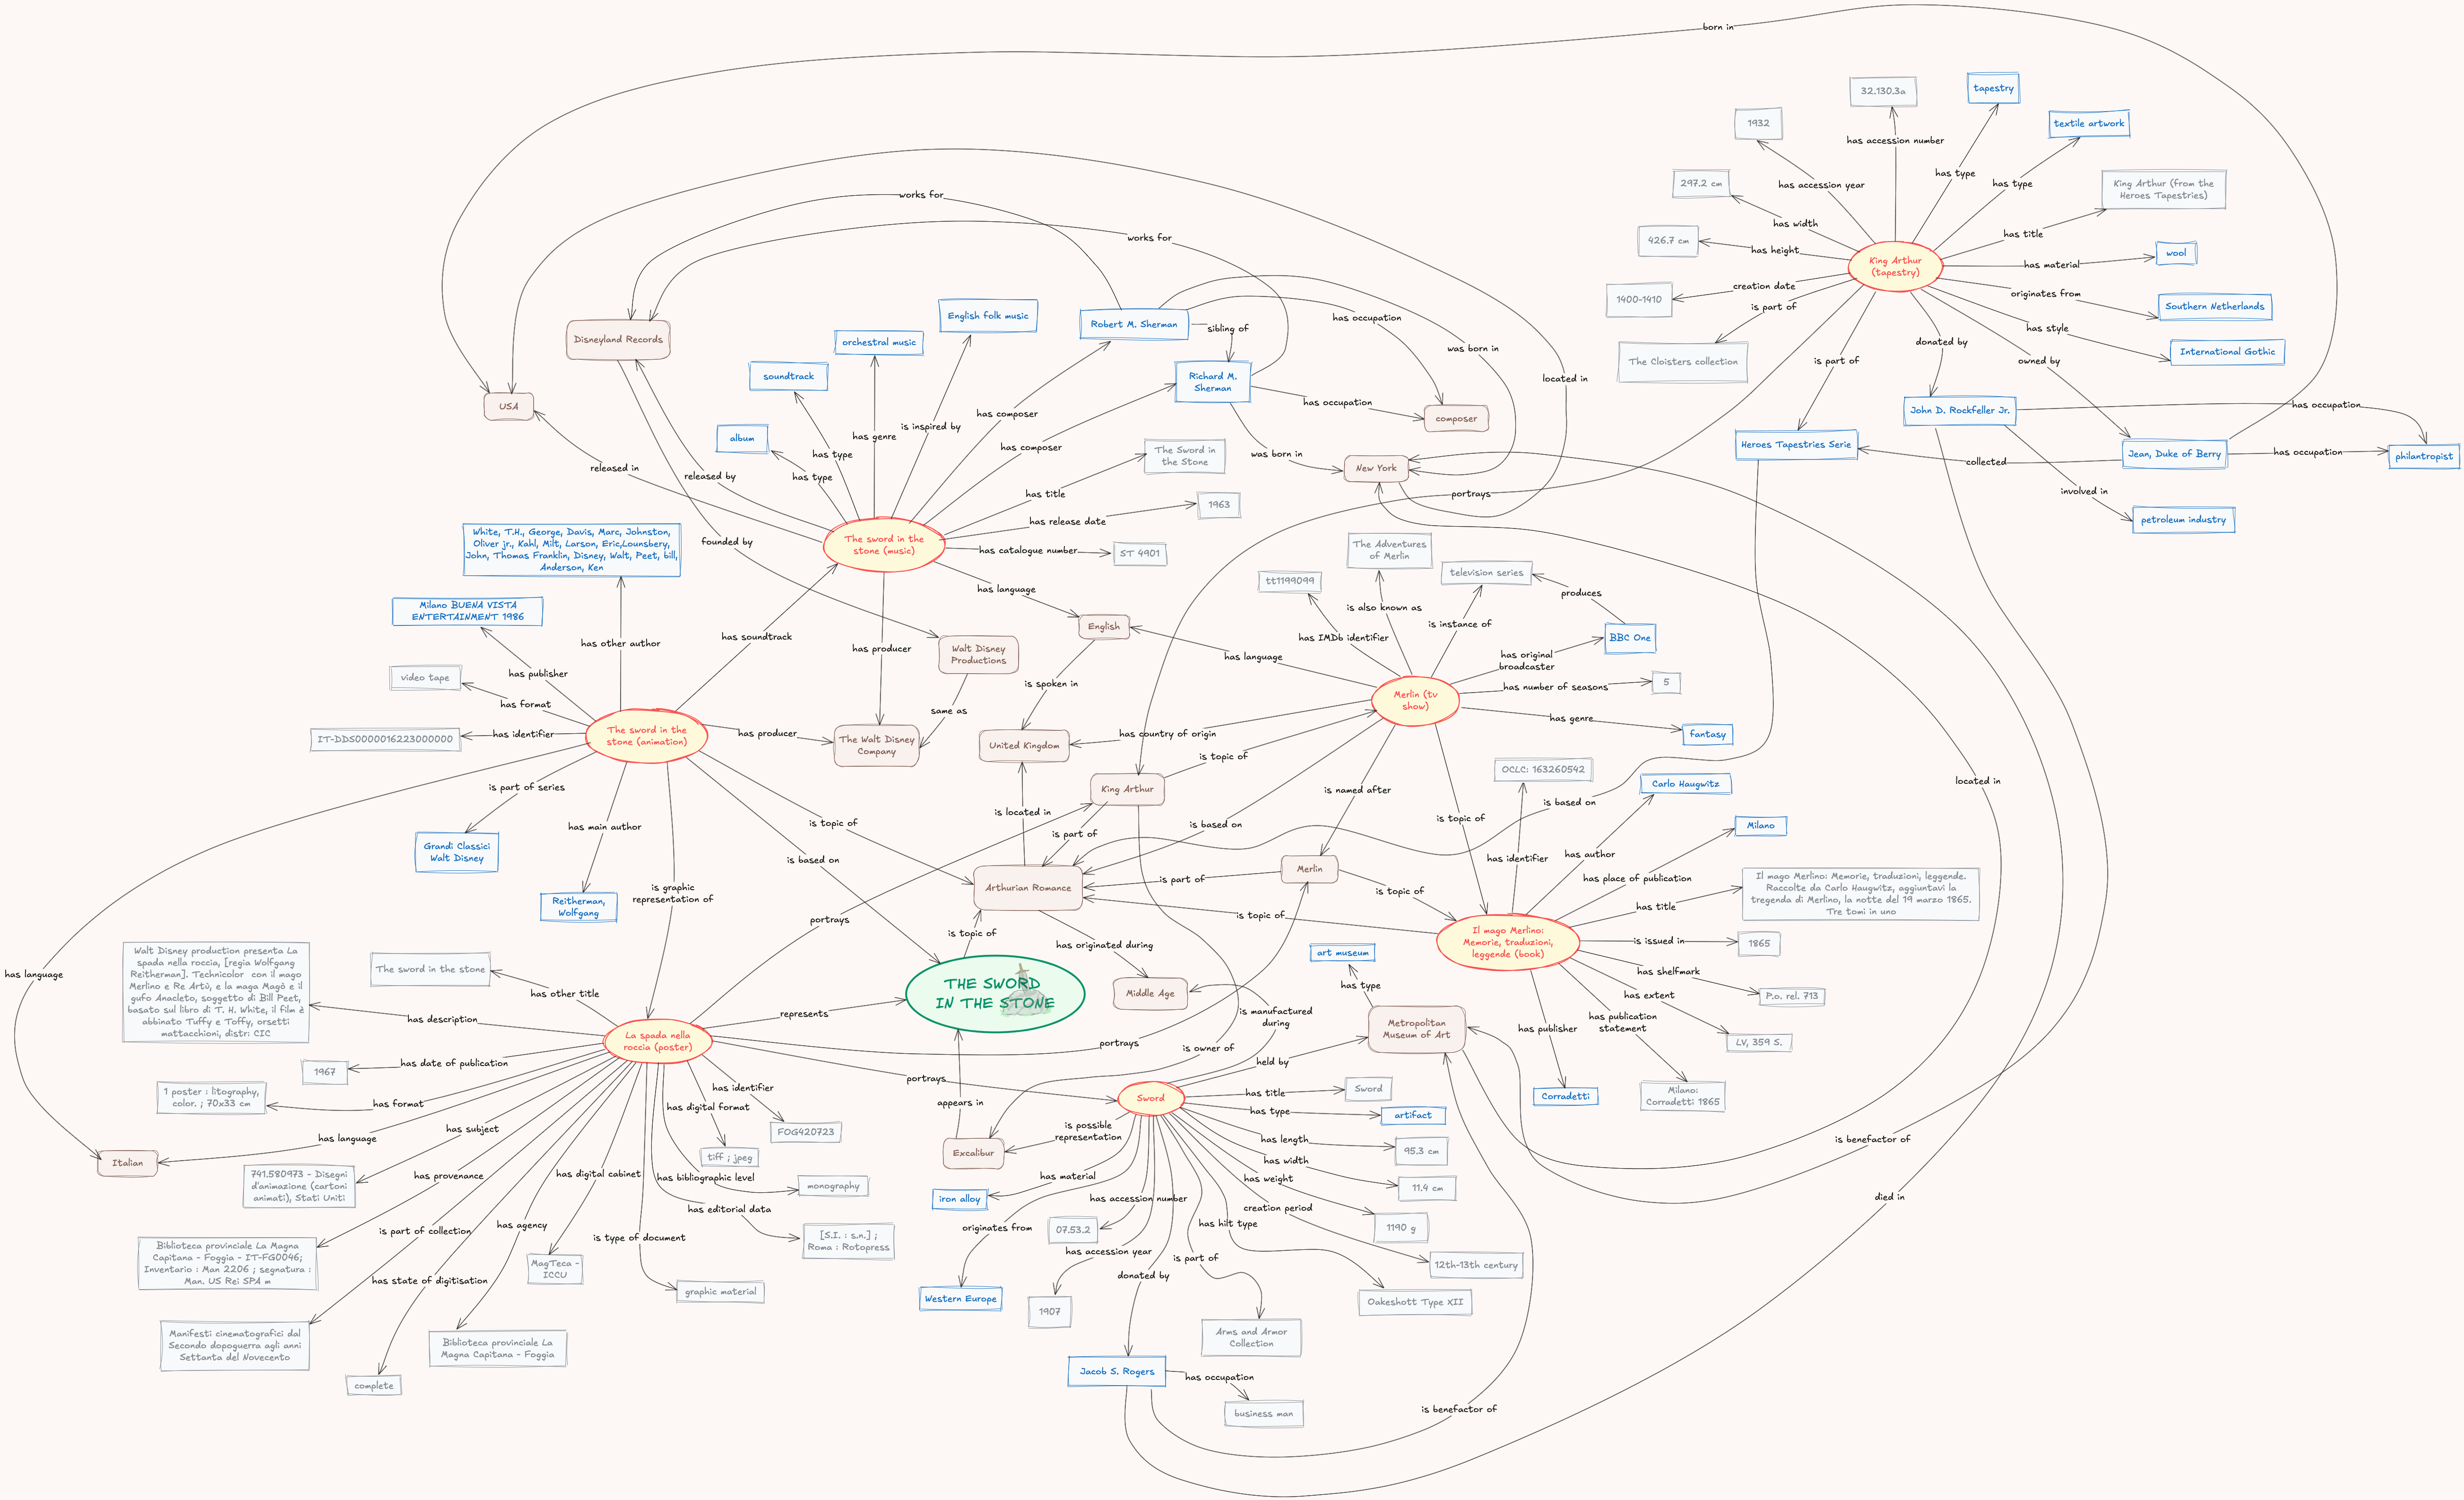 born in
32.130.3a
tapestry
1932
textile artwork
has accession number
has type
has accession year
has type
297.2 cm
King Arthur (from the
Heroes Tapestries)
works for
has width
has title
426.7 cm
has height
works for
King Arthur
(tapestry)
has material
wool
creation date
originates from
1400-1410
is part of
Southern Netherlands
English folk music
Robert M. Sherman
has occupation
sibling of
has style
Disneyland Records
orchestral music
donated by
International Gothic
was born in
The Cloisters collection
is part of
owned by
soundtrack
Richard M.
Sherman
located in
USA
has occupation
has composer
composer
John D. Rockfeller Jr.
has occupation
is inspired by
album
has genre
has composer
Heroes Tapestries Serie
has type
was born in
The Sword in
the Stone
Jean, Duke of Berry
has occupation
philantropist
collected
released in
New York
released by
has type
has title
portrays
involved in
1963
has release date
petroleum industry
White, T.H., George, Davis, Marc, Johnston,
Oliver jr., Kahl, Milt, Larson, Eric,Lounsbery,
John, Thomas Franklin, Disney, Walt, Peet, bill,
Anderson, Ken
founded by
The sword in the
stone (music)
has catalogue number
ST 4901
The Adventures
of Merlin
television series
tt1199099
has language
produces
Milano BUENA VISTA
ENTERTAINMENT 1986
is also known as
English
is instance of
has soundtrack
has IMDb identifier
BBC One
has other author
has producer
Walt Disney
Productions
has language
has original
broadcaster
has publisher
video tape
is spoken in
has number of seasons
5
has format
Merlin (tv
show)
same as
has genre
The sword in the
stone (animation)
IT-DDS0000016223000000
has identifier
has producer
The Walt Disney
Company
United Kingdom
has country of origin
fantasy
is topic of
OCLC: 163260542
located in
is part of series
King Arthur
is named after
Carlo Haugwitz
is based on
is located in
is topic of
has main author
is topic of
is part of
is based on
Milano
Grandi Classici
Walt Disney
is based on
has identifier
has author
is graphic
representation of
Arthurian Romance
is part of
Merlin
has place of publication
Il mago Merlino: Memorie, traduzioni, leggende.
Raccolte da Carlo Haugwitz, aggiuntavi la
tregenda di Merlino, la notte del 19 marzo 1865.
Tre tomi in uno
is topic of
Reitherman,
Wolfgang
has title
portrays
is topic of
is topic of
has originated during
Il mago Merlino:
Memorie, traduzioni,
leggende (book)
is issued in
1865
Walt Disney production presenta La
spada nella roccia, [regia Wolfgang
Reitherman]. Technicolor con il mago
Merlino e Re Artù, e la maga Magò e il
gufo Anacleto, soggetto di Bill Peet,
basato sul libro di T. H. White, il film è
abbinato Tuffy e Toffy, orsetti
mattacchioni, distr: CIC
art museum
has language
The sword in the stone
has shelfmark
THE SWORD
IN THE STONE
has type
Middle Age
has other title
has extent
P.o. rel. 713
represents
is manufactured
during
Metropolitan
Museum of Art
has publication
statement
has description
has publisher
La spada nella
roccia (poster)
portrays
is owner of
LV, 359 S.
has date of publication
held by
1967
portrays
has identifier
has title
Sword
Milano:
Corradetti: 1865
1 poster : litography,
color. ; 70x33 cm
has format
has digital format
appears in
Sword
Corradetti
has type
artifact
has subject
is possible
representation
has language
FOG420723
has length
is benefactor of
95.3 cm
Excalibur
tiff ; jpeg
has width
Italian
741.580973 - Disegni
d'animazione (cartoni
animati), Stati Uniti
has provenance
has digital cabinet
has bibliographic level
has material
has weight
monography
11.4 cm
iron alloy
has accession number
died in
has editorial data
creation period
originates from
has agency
has hilt type
07.53.2
1190 g
is part of collection
is type of document
[S.I. : s.n.] ;
Roma : Rotopress
has accession year
is part of
Biblioteca provinciale La Magna
Capitana - Foggia - IT-FG0046;
Inventario : Man 2206 ; segnatura :
Man. US Rei SPA m
MagTeca -
ICCU
12th-13th century
has state of digitisation
donated by
graphic material
Western Europe
1907
Oakeshott Type XII
Manifesti cinematografici dal
Secondo dopoguerra agli anni
Settanta del Novecento
Biblioteca provinciale La
Magna Capitana - Foggia
Arms and Armor
Collection
Jacob S. Rogers
has occupation
complete
is benefactor of
business man